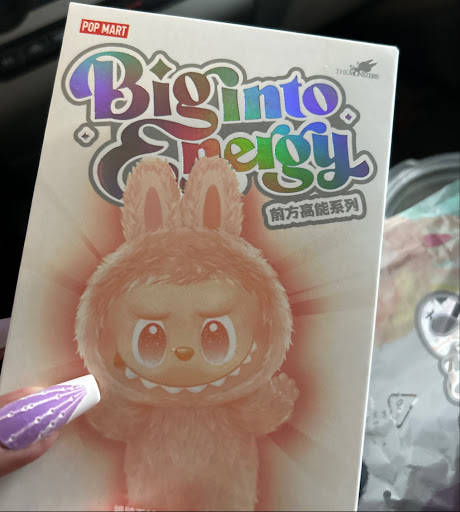 POP MART
THE MONSTERS
Big into
Energy
前方高能系列